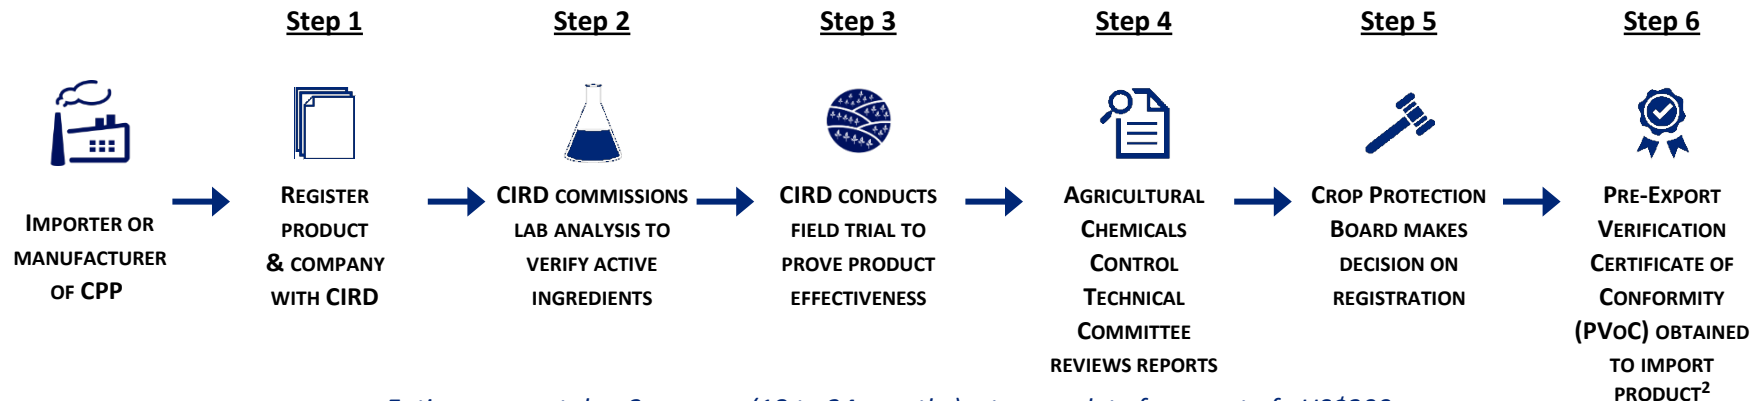 Step 1
Step 2
Step 3
Step 4
Step 5
Step 6
IMPORTER OR
MANUFACTURER
OF CPP
REGISTER
PRODUCT
& COMPANY
WITH CIRD
CIRD COMMISSIONS
LAB ANALYSIS TO
VERIFY ACTIVE
INGREDIENTS
CIRD CONDUCTS
FIELD TRIAL TO
PROVE PRODUCT
EFFECTIVENESS
AGRICULTURAL
CHEMICALS
CONTROL
TECHNICAL
COMMITTEE
REVIEWS REPORTS
CROP PROTECTION
BOARD MAKES
DECISION ON
REGISTRATION
PRE-EXPORT
VERIFICATION
CERTIFICATE OF
CONFORMITY
(PVOC) OBTAINED
TO IMPORT
PRODUCT2